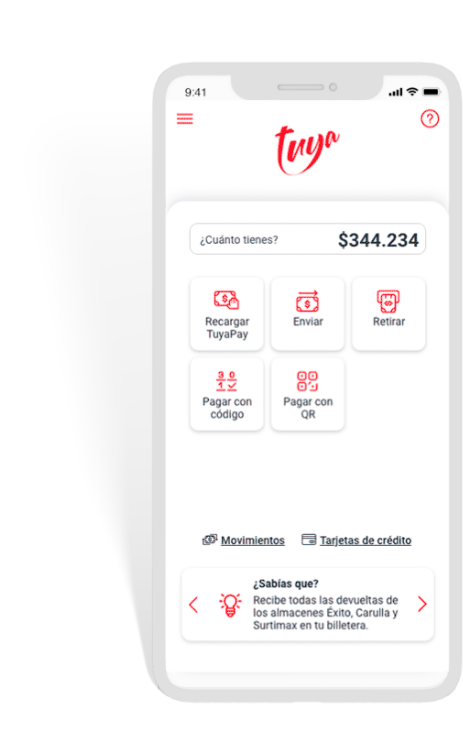 9:41
tuya
¿Cuánto tienes?
$344.234
Recargar
TuyaPay
Enviar
Retirar
Pagar con
código
Pagar con
QR
Movimientos
Tarjetas de crédito
¿Sabías que?
Recibe todas las devueltas de
los almacenes Éxito, Carulla y
Surtimax en tu billetera.